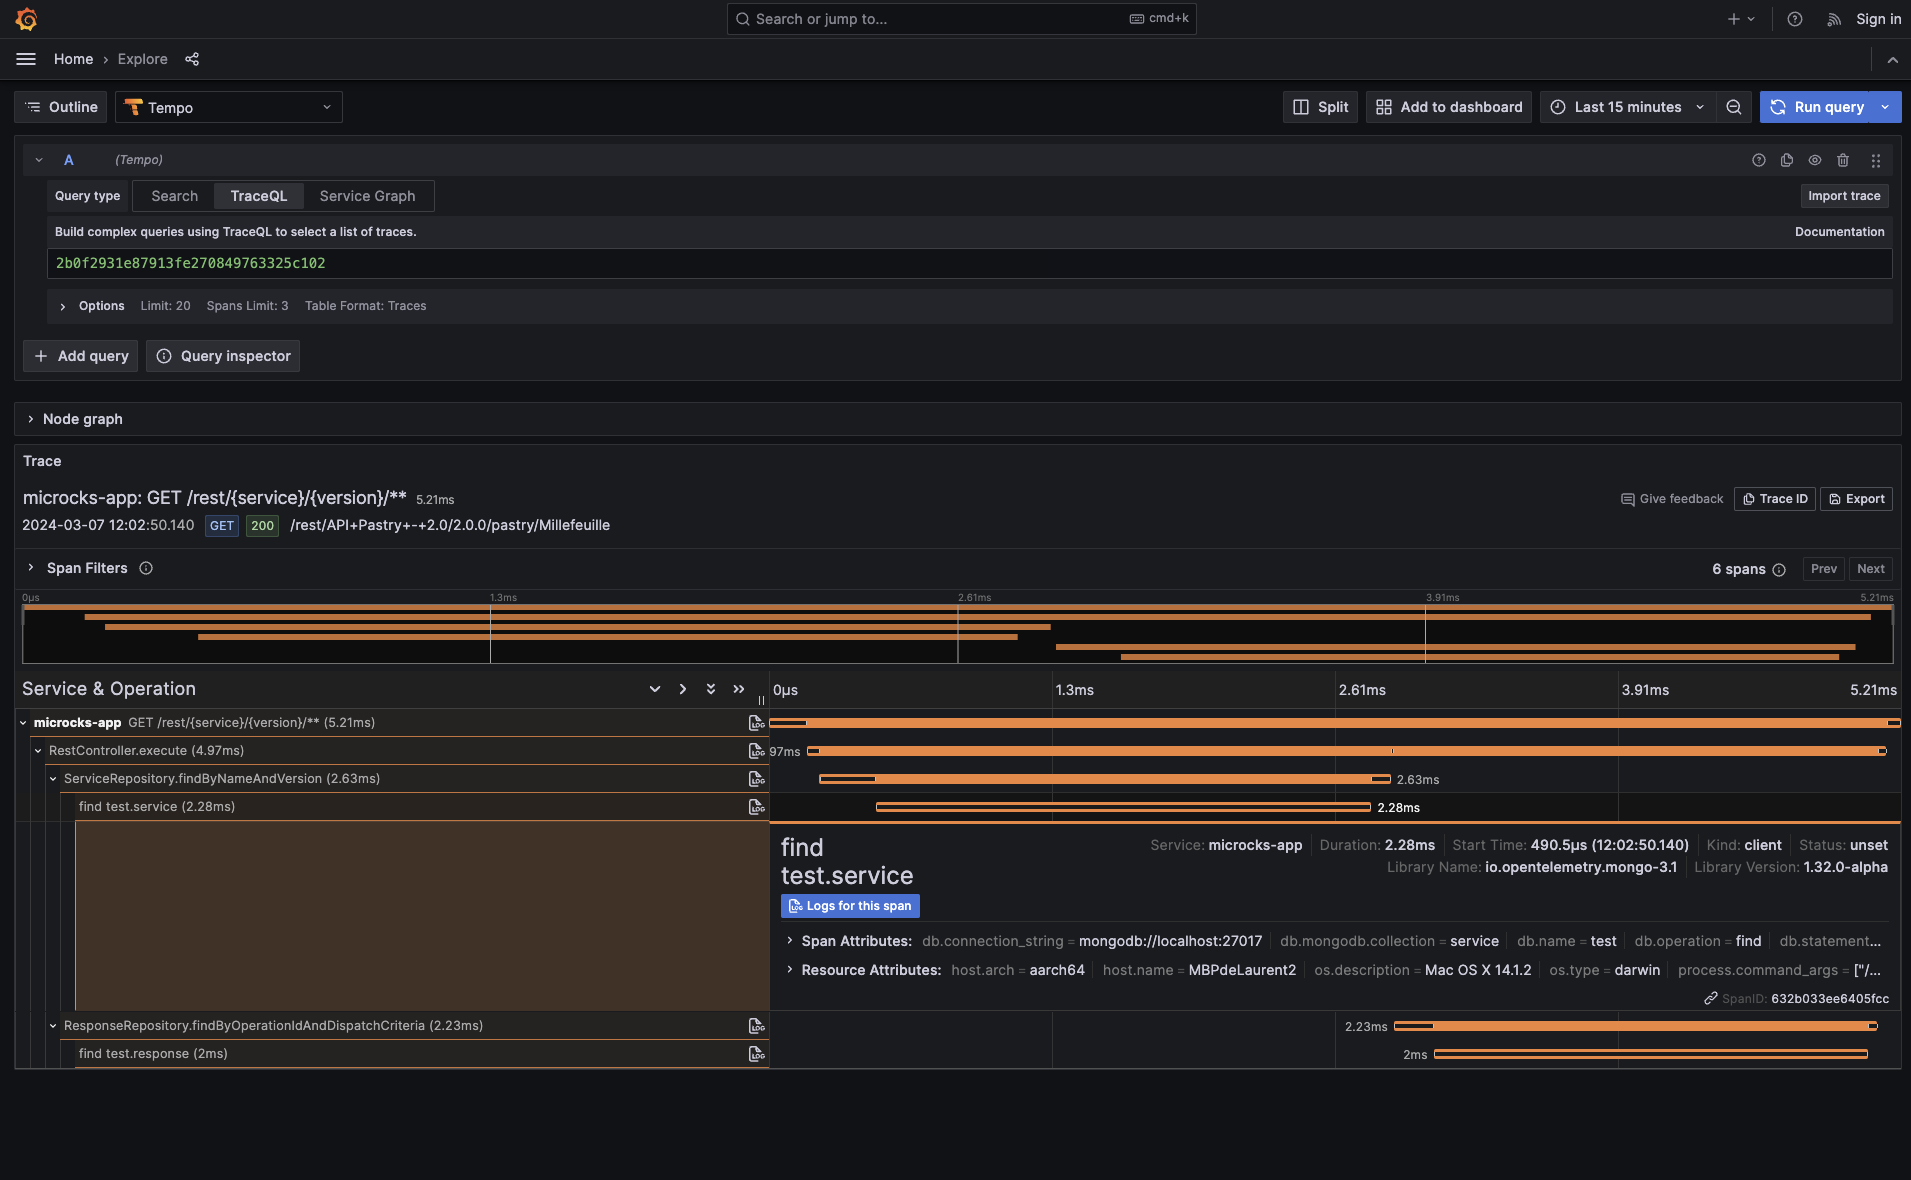 Search or jump to... cmd+k Sign in
Home › Explore
Outline Tempo Split Add to dashboard Last 15 minutes Run query
A (Tempo)
Query type Search TraceQL Service Graph Import trace
Build complex queries using TraceQL to select a list of traces. Documentation
2b0f2931e87913fe270849763325c102
Options Limit: 20 Spans Limit: 3 Table Format: Traces
+ Add query Query inspector
Node graph
Trace
microcks-app: GET /rest/{service}/{version}/** 5.21ms Give feedback Trace ID Export
2024-03-07 12:02:50.140 GET 200 /rest/API+Pastry+-+2.0/2.0.0/pastry/Millefeuille
Span Filters 6 spans Prev Next
0µs 1.3ms 2.61ms 3.91ms 5.21ms
Service & Operation 0µs 1.3ms 2.61ms 3.91ms 5.21ms
microcks-app GET /rest/{service}/{version}/** (5.21ms) LOG
RestController.execute (4.97ms) LOG 97ms
ServiceRepository.findByNameAndVersion (2.63ms) LOG 2.63ms
find test.service (2.28ms) LOG 2.28ms
find
test.service
Service: microcks-app Duration: 2.28ms Start Time: 490.5µs (12:02:50.140) Kind: client Status: unset
Library Name: io.opentelemetry.mongo-3.1 Library Version: 1.32.0-alpha
LOG Logs for this span
Span Attributes: db.connection_string = mongodb://localhost:27017 db.mongodb.collection = service db.name = test db.operation = find db.statement...
Resource Attributes: host.arch = aarch64 host.name = MBPdeLaurent2 os.description = Mac OS X 14.1.2 os.type = darwin process.command_args = ["/...
SpanID: 632b033ee6405fcc
ResponseRepository.findByOperationIdAndDispatchCriteria (2.23ms) LOG 2.23ms
find test.response (2ms) LOG 2ms